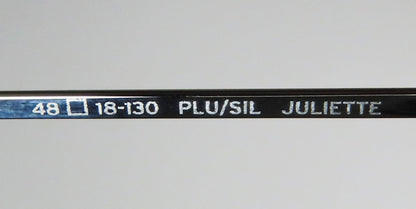 48 □ 18-130 PLU/SIL JULIETTE